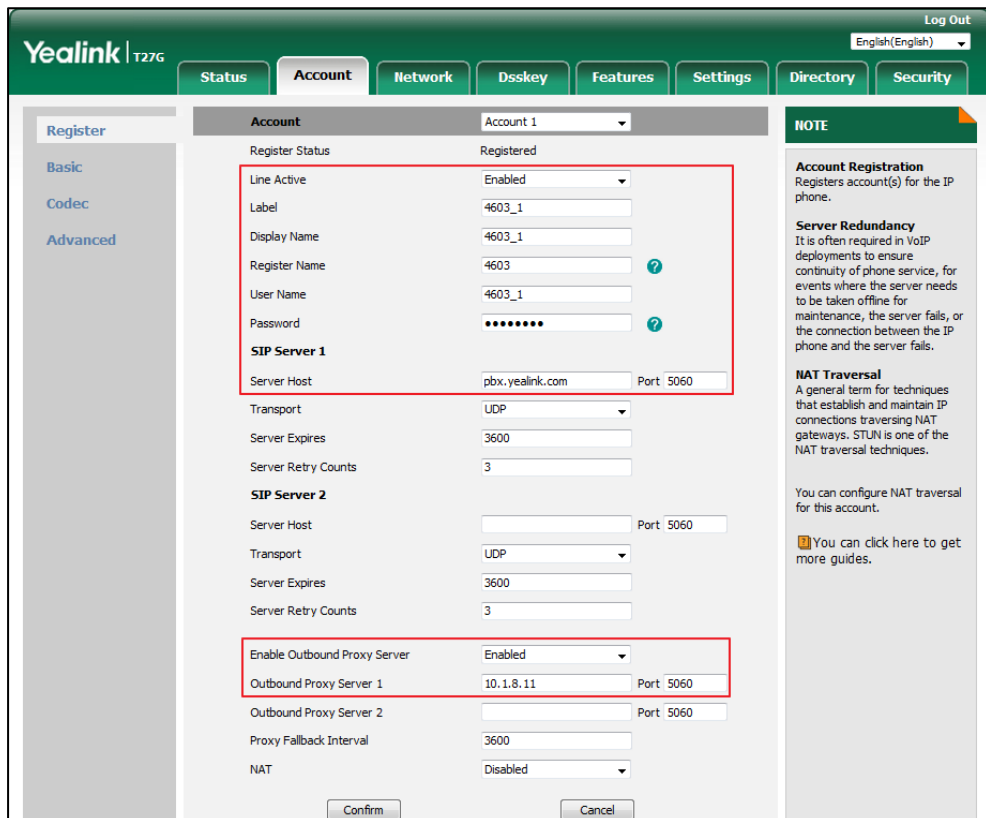 Log Out
Yealink | T27G
English(English)
Status Account Network Dsskey Features Settings Directory Security
Register
Basic
Codec
Advanced
Account Account 1
Register Status Registered
Line Active Enabled
Label 4603_1
Display Name 4603_1
Register Name 4603 ?
User Name 4603_1
Password •••••••• ?
SIP Server 1
Server Host pbx.yealink.com Port 5060
Transport UDP
Server Expires 3600
Server Retry Counts 3
SIP Server 2
Server Host Port 5060
Transport UDP
Server Expires 3600
Server Retry Counts 3
Enable Outbound Proxy Server Enabled
Outbound Proxy Server 1 10.1.8.11 Port 5060
Outbound Proxy Server 2 Port 5060
Proxy Fallback Interval 3600
NAT Disabled
Confirm Cancel
NOTE
Account Registration
Registers account(s) for the IP
phone.
Server Redundancy
It is often required in VoIP
deployments to ensure
continuity of phone service, for
events where the server needs
to be taken offline for
maintenance, the server fails, or
the connection between the IP
phone and the server fails.
NAT Traversal
A general term for techniques
that establish and maintain IP
connections traversing NAT
gateways. STUN is one of the
NAT traversal techniques.
You can configure NAT traversal
for this account.
? You can click here to get
more guides.